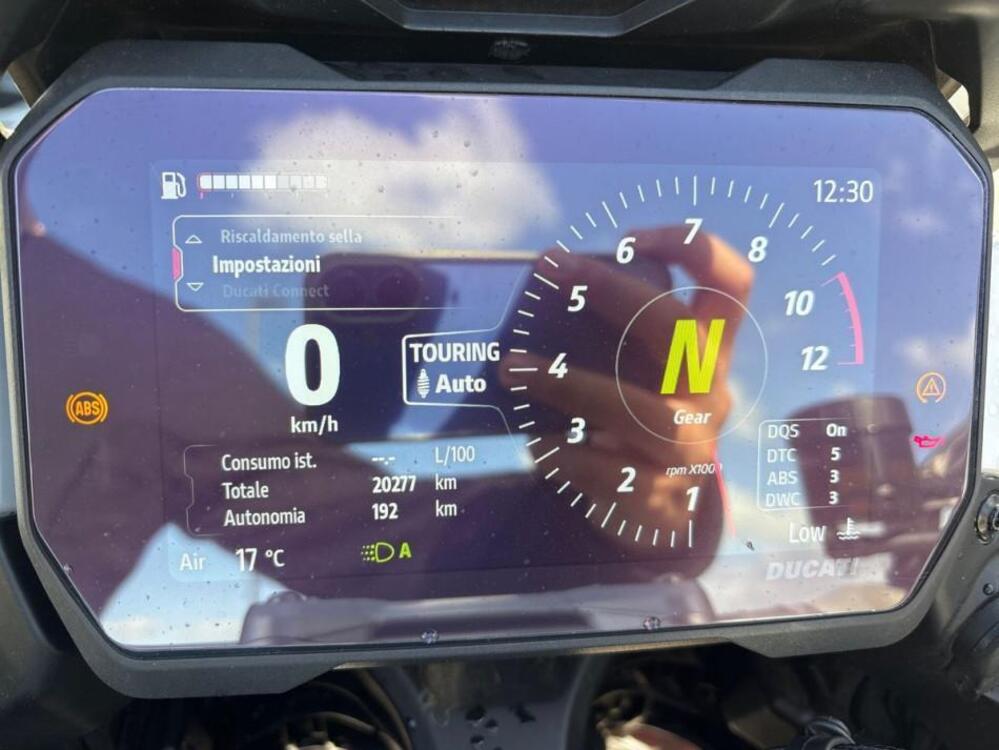 12:30
Riscaldamento sella
Impostazioni
Ducati Connect
0
km/h
TOURING
Auto
1
2
3
4
5
6
7
8
10
12
N
Gear
rpm X1000
ABS
Consumo ist. --.- L/100
Totale 20277 km
Autonomia 192 km
Air 17 °C
A
DQS On
DTC 5
ABS 3
DWC 3
Low
DUCATI